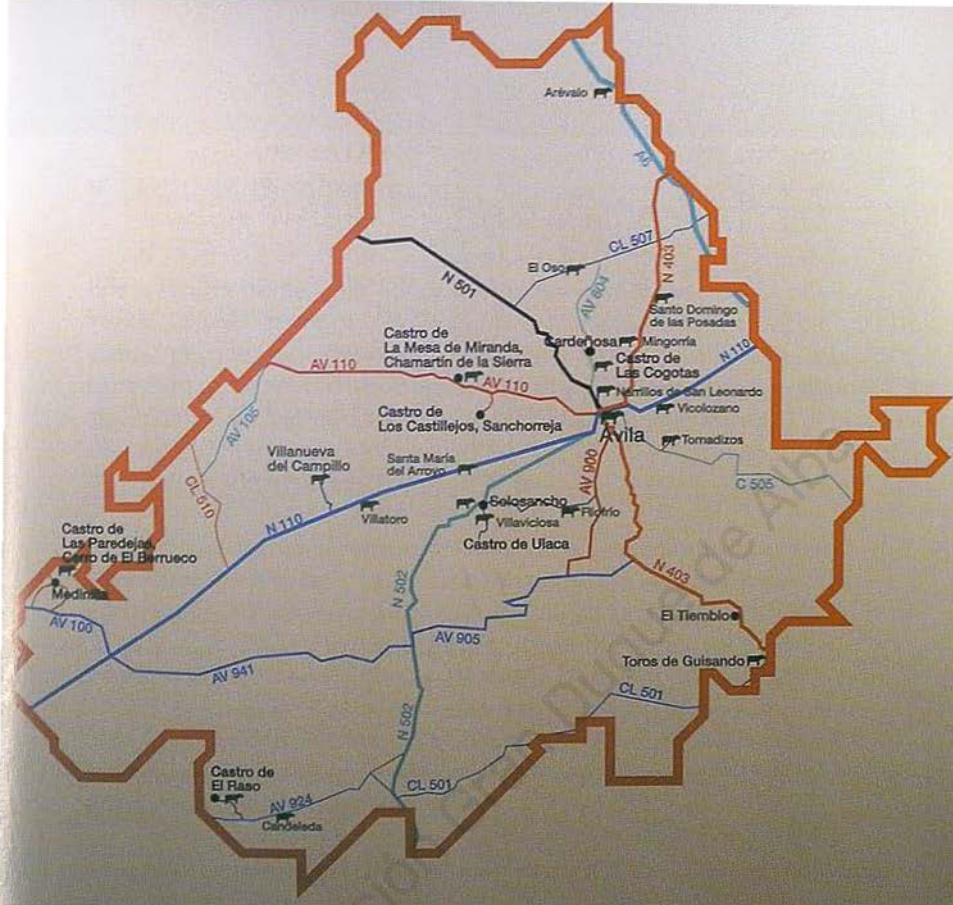 Arévalo
A6
CL 507
El Oso
N 403
AV 804
N 501
Santo Domingo
de las Posadas
Cardeñosa
Mingorría
Castro de
La Mesa de Miranda,
Chamartín de la Sierra
N 110
Castro de
Las Cogotas
AV 110
AV 110
Narrillos de San Leonardo
Vicolozano
Castro de
Los Castillejos, Sanchorreja
AV 105
Ávila
Tornadizos
Villanueva
del Campillo
Santa María
del Arroyo
AV 900
C 505
CL 510
Solosancho
Villatoro
Riofrío
N 110
Villaviciosa
Castro de
Las Paredejas,
Cerro de El Berrueco
Castro de Ulaca
Medinilla
N 502
N 403
El Tiemblo
AV 100
AV 905
Toros de Guisando
AV 941
CL 501
N 502
Castro de
El Raso
CL 501
AV 924
Candeleda
Duque de Alba